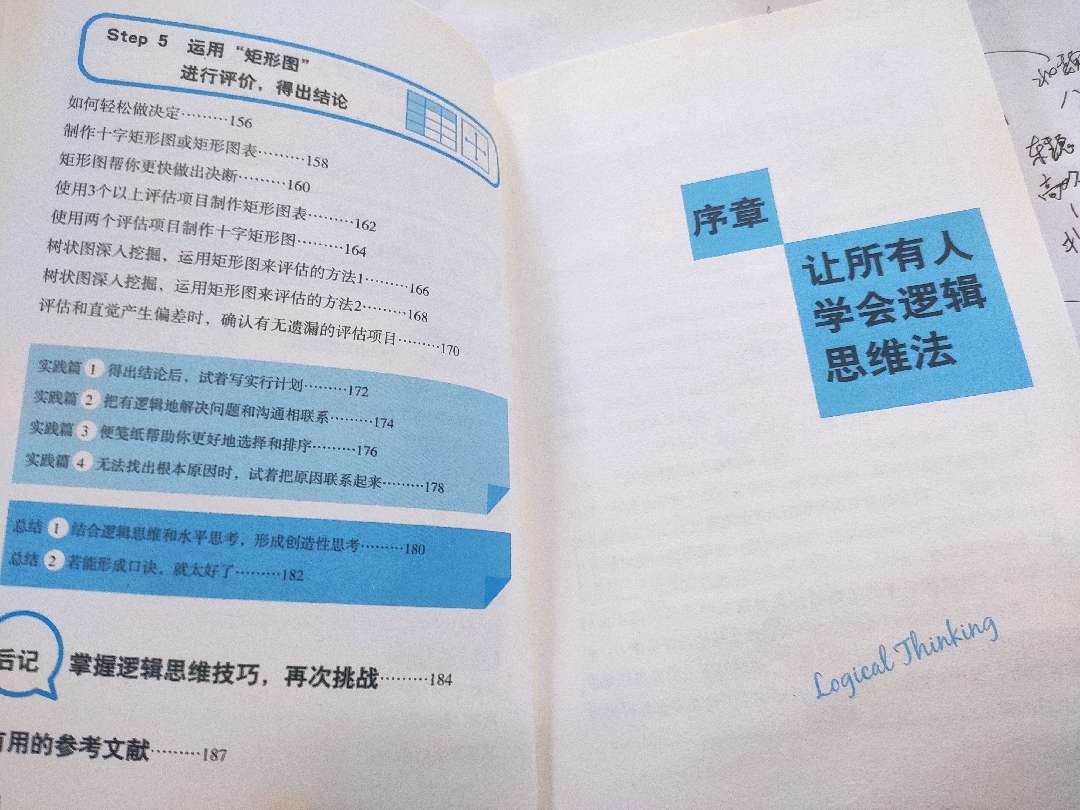 Step 5 运用“矩形图”
进行评价，得出结论
如何轻松做决定………156
制作十字矩形图或矩形图表………158
矩形图帮你更快做出决断………160
使用3个以上评估项目制作矩形图表………162
使用两个评估项目制作十字矩形图………164
树状图深入挖掘，运用矩形图来评估的方法1………166
树状图深入挖掘，运用矩形图来评估的方法2………168
评估和直觉产生偏差时，确认有无遗漏的评估项目………170
实践篇 1 得出结论后，试着写实行计划………172
实践篇 2 把有逻辑地解决问题和沟通相联系………174
实践篇 3 便笺纸帮助你更好地选择和排序………176
实践篇 4 无法找出根本原因时，试着把原因联系起来………178
总结 1 结合逻辑思维和水平思考，形成创造性思考………180
总结 2 若能形成口诀，就太好了………182
后记 掌握逻辑思维技巧，再次挑战………184
用的参考文献………187
序章
让所有人
学会逻辑
思维法
Logical Thinking